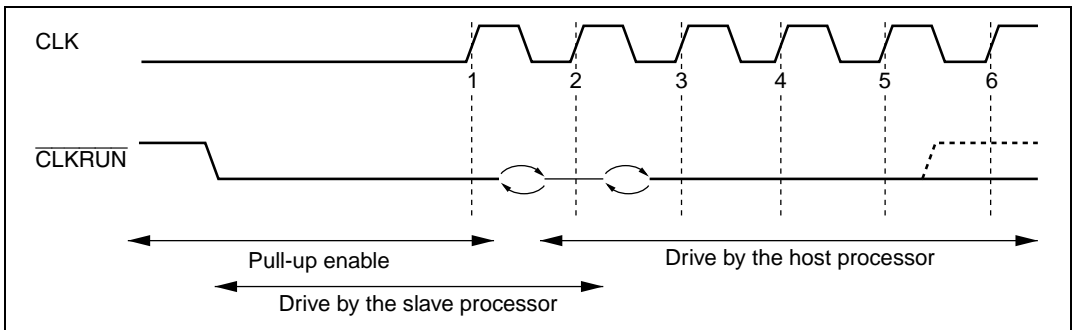 CLK
1 2 3 4 5 6
CLKRUN
Pull-up enable
Drive by the host processor
Drive by the slave processor